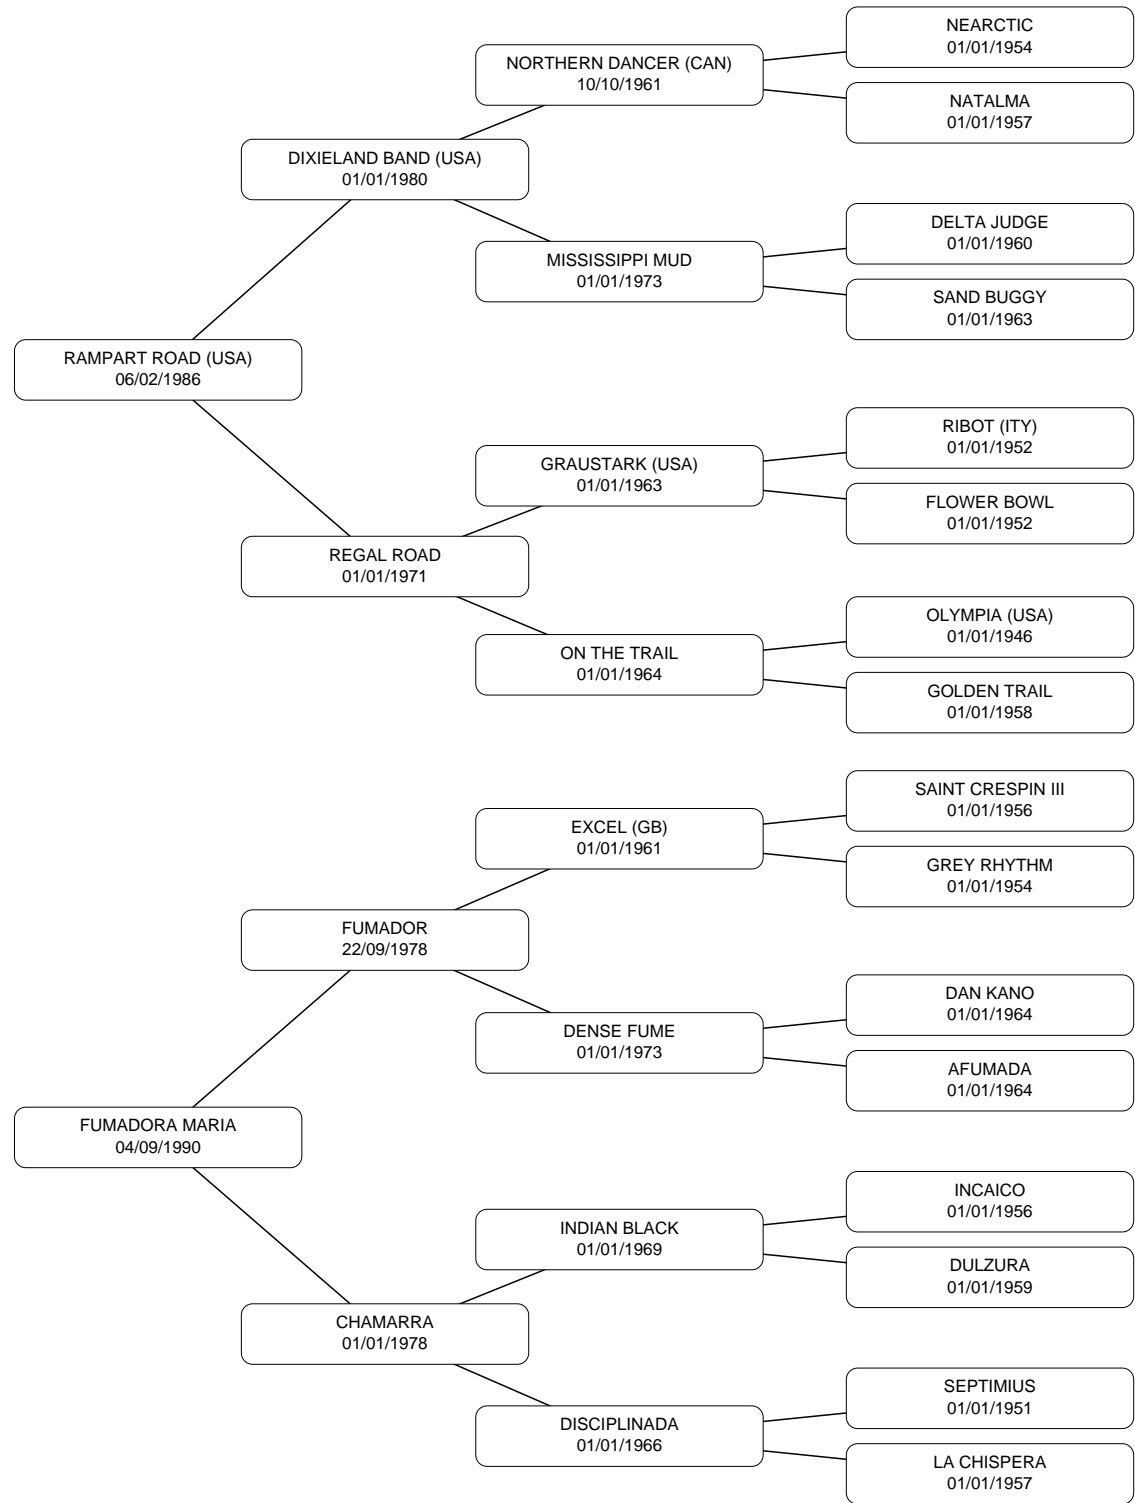 NEARCTIC
01/01/1954
NORTHERN DANCER (CAN)
10/10/1961
NATALMA
01/01/1957
DIXIELAND BAND (USA)
01/01/1980
DELTA JUDGE
01/01/1960
MISSISSIPPI MUD
01/01/1973
SAND BUGGY
01/01/1963
RAMPART ROAD (USA)
06/02/1986
RIBOT (ITY)
01/01/1952
GRAUSTARK (USA)
01/01/1963
FLOWER BOWL
01/01/1952
REGAL ROAD
01/01/1971
OLYMPIA (USA)
01/01/1946
ON THE TRAIL
01/01/1964
GOLDEN TRAIL
01/01/1958
SAINT CRESPIN III
01/01/1956
EXCEL (GB)
01/01/1961
GREY RHYTHM
01/01/1954
FUMADOR
22/09/1978
DAN KANO
01/01/1964
DENSE FUME
01/01/1973
AFUMADA
01/01/1964
FUMADORA MARIA
04/09/1990
INCAICO
01/01/1956
INDIAN BLACK
01/01/1969
DULZURA
01/01/1959
CHAMARRA
01/01/1978
SEPTIMIUS
01/01/1951
DISCIPLINADA
01/01/1966
LA CHISPERA
01/01/1957